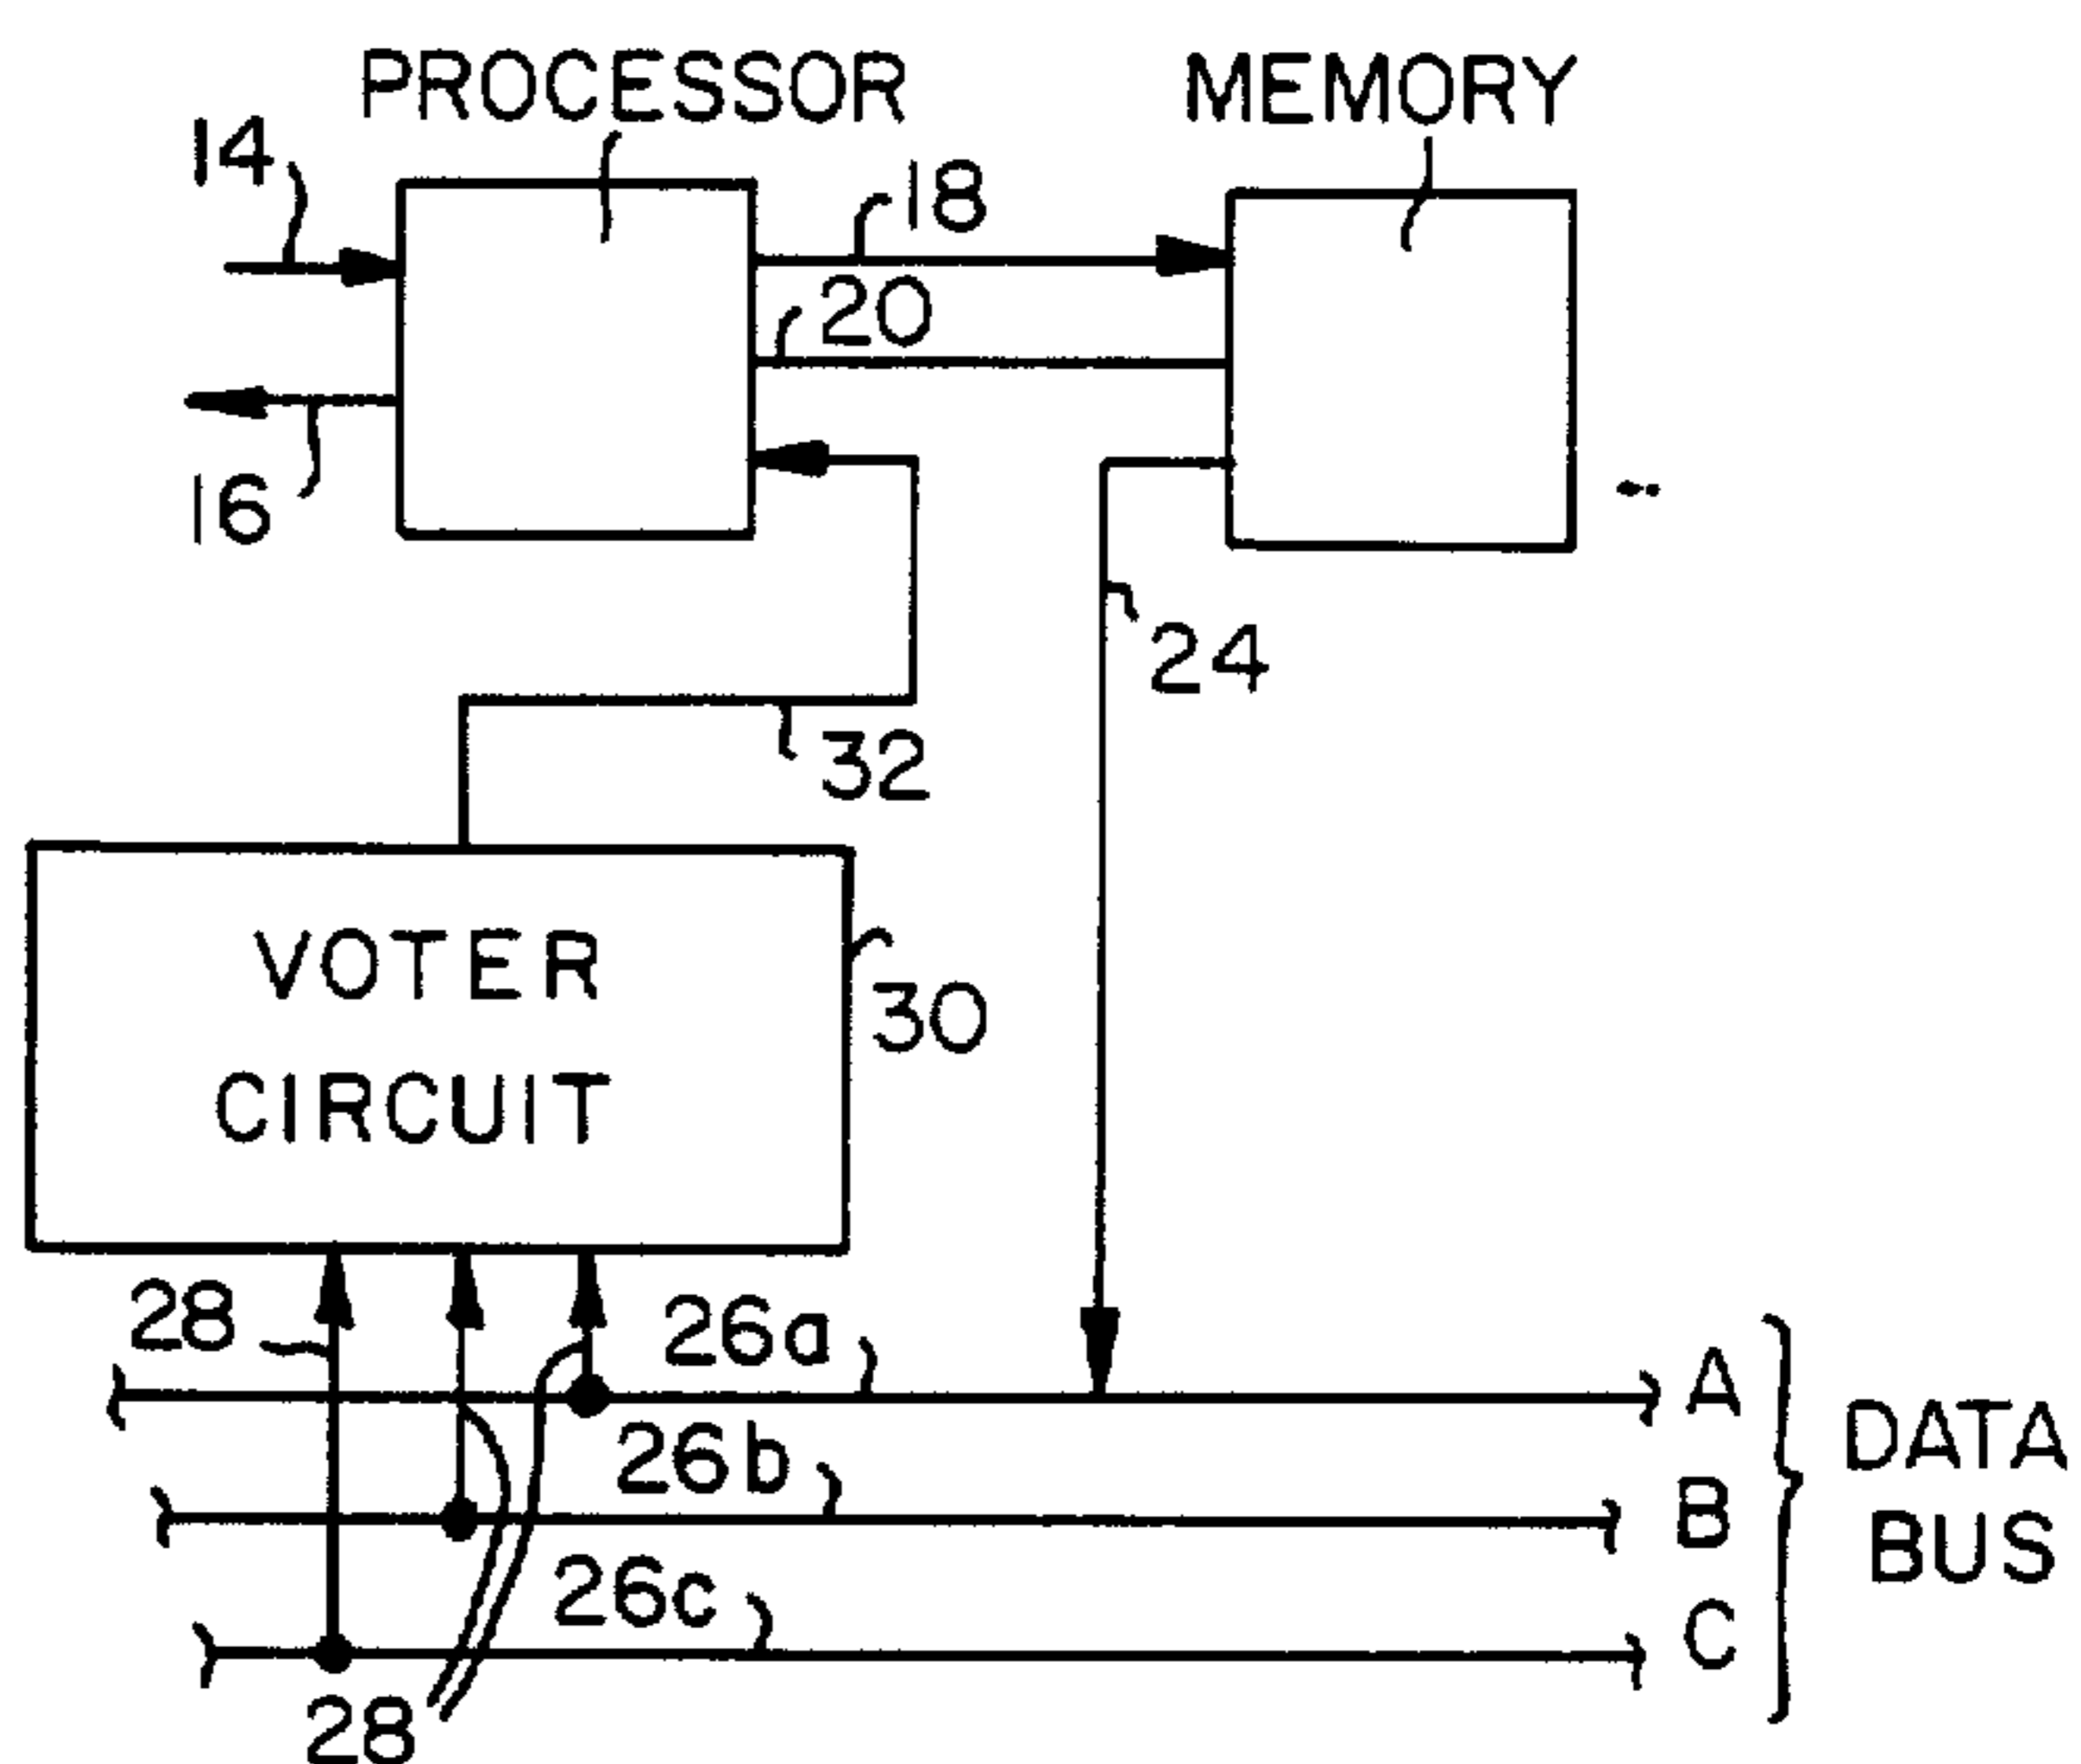 PROCESSOR
MEMORY
14
18
20
16
24
32
VOTER
CIRCUIT
30
28
26a
A
DATA
BUS
26b
B
26c
C
28